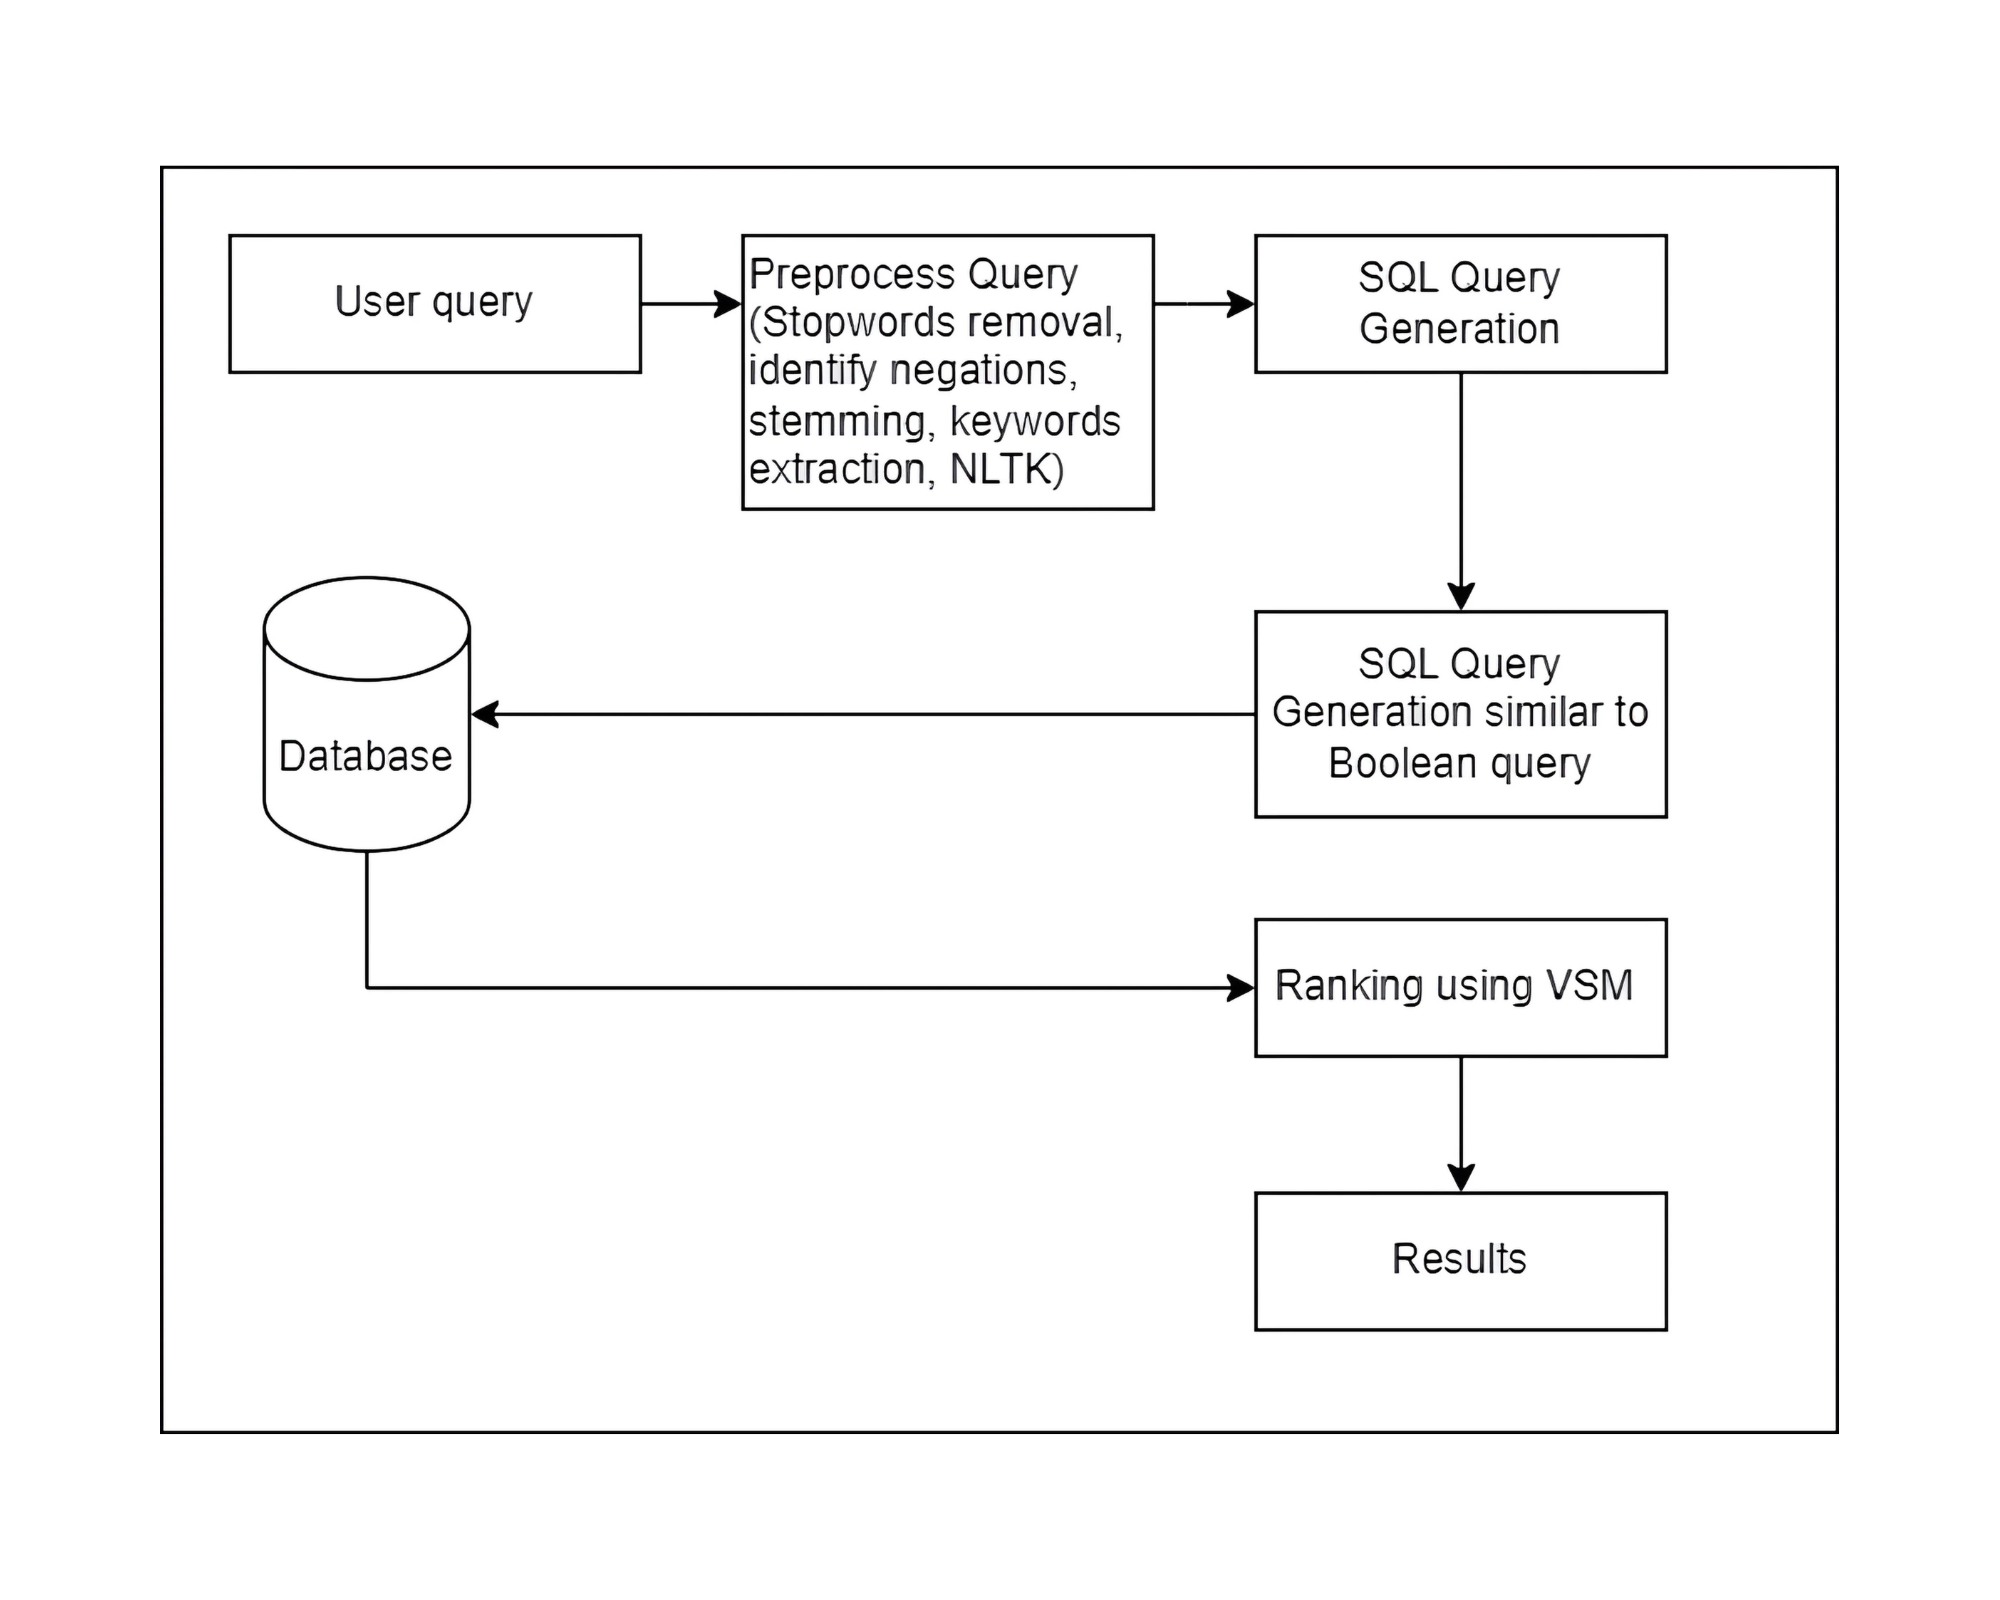 User query
Preprocess Query
(Stopwords removal,
identify negations,
stemming, keywords
extraction, NLTK)
SQL Query
Generation
SQL Query
Generation similar to
Boolean query
Database
Ranking using VSM
Results